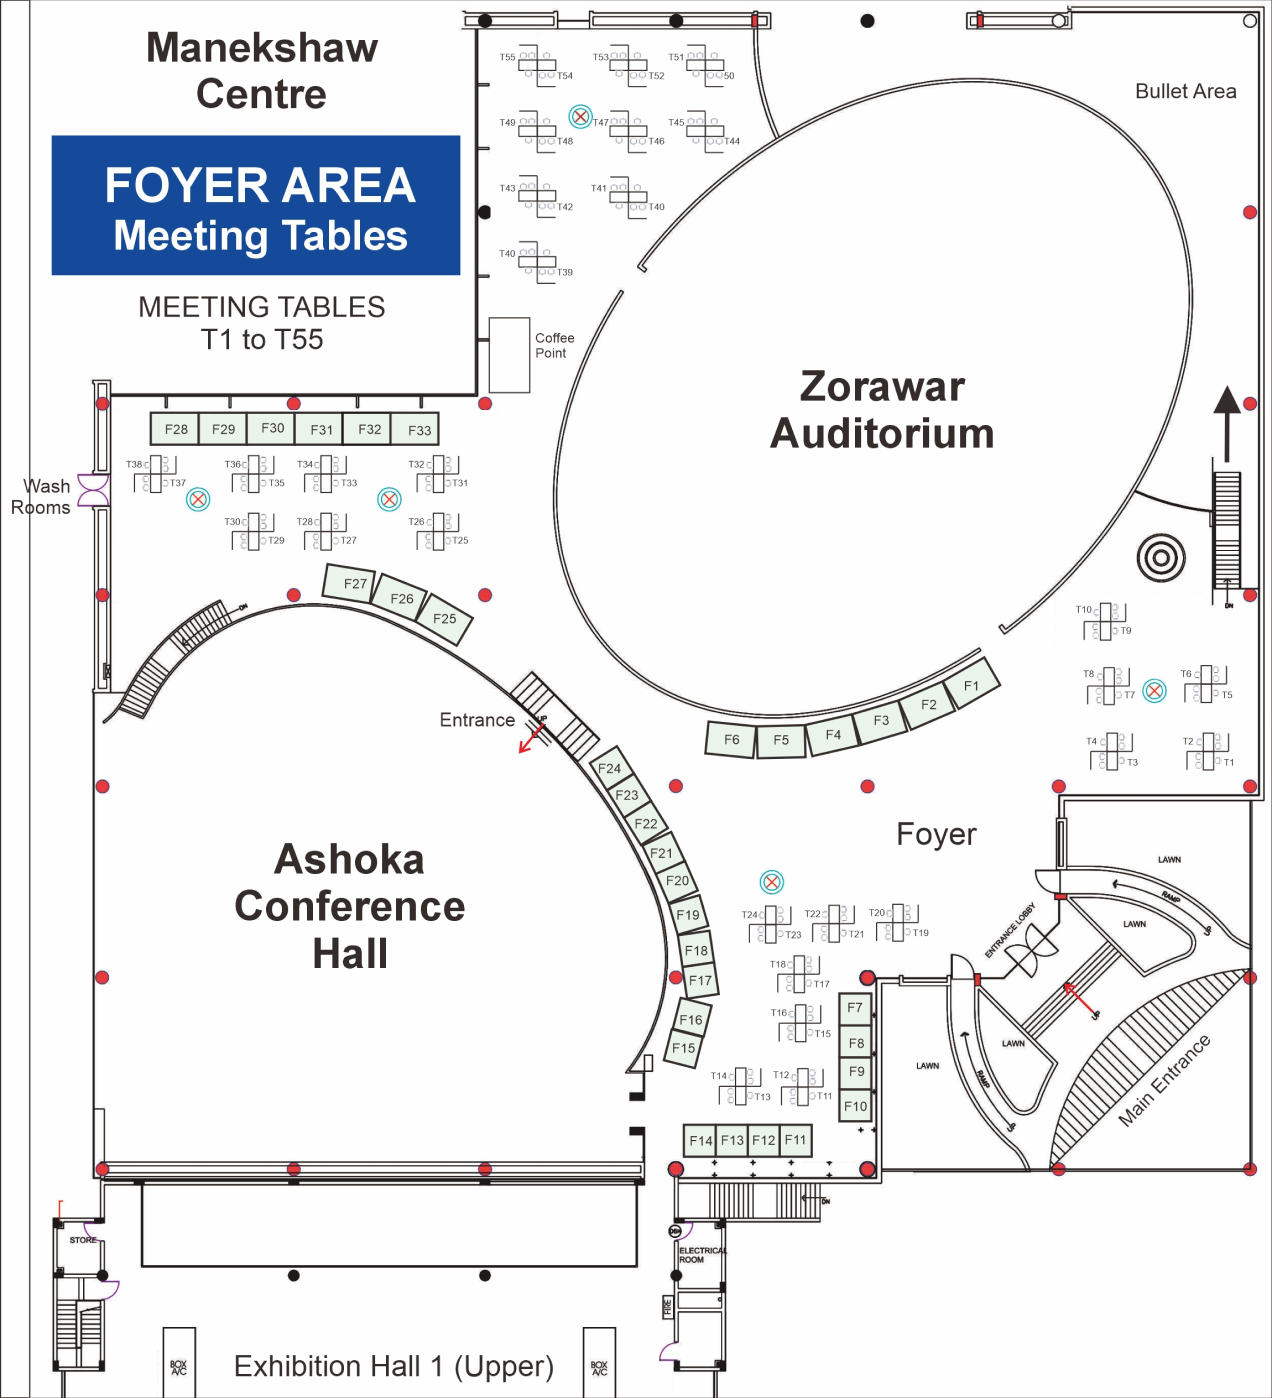 Manekshaw
Centre
FOYER AREA
Meeting Tables
MEETING TABLES
T1 to T55
T55
T54
T53
T52
T51
50
T49
T48
T47
T46
T45
T44
T43
T42
T41
T40
T40
T39
Coffee
Point
Bullet Area
Zorawar
Auditorium
F28
F29
F30
F31
F32
F33
T38
T37
T36
T35
T34
T33
T32
T31
T30
T29
T28
T27
T26
T25
Wash
Rooms
F27
F26
F25
DN
Entrance
UP
F24
F23
F22
F21
F20
F19
F18
F17
F16
F15
F1
F2
F3
F4
F5
F6
DN
T10
T9
T8
T7
T6
T5
T4
T3
T2
T1
Foyer
Ashoka
Conference
Hall
T24
T23
T22
T21
T20
T19
T18
T17
T16
T15
T14
T13
T12
T11
F7
F8
F9
F10
F14
F13
F12
F11
LAWN
RAMP
UP
LAWN
ENTRANCE LOBBY
UP
LAWN
LAWN
RAMP
UP
Main Entrance
DN
STORE
ELECTRICAL
ROOM
FIRE
BOX
A/C
Exhibition Hall 1 (Upper)
BOX
A/C